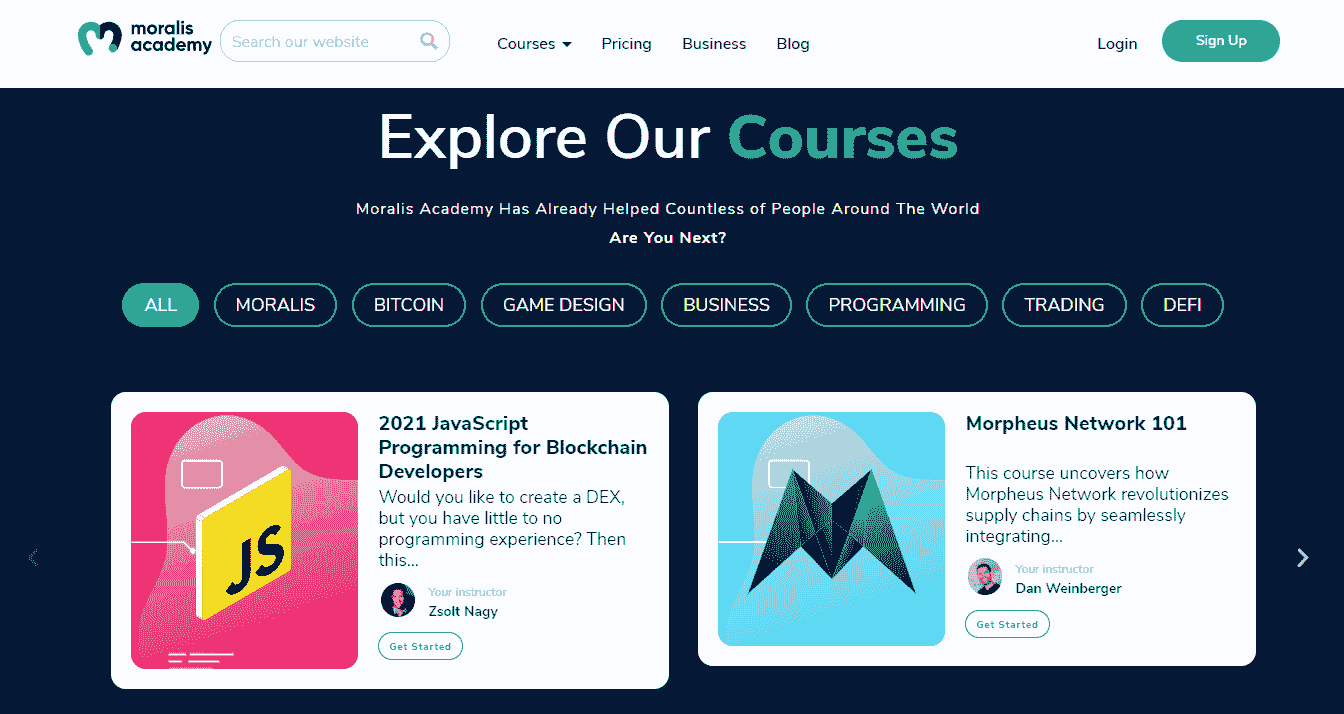 moralis
academy
Search our website
Courses
Pricing
Business
Blog
Login
Sign Up
Explore Our Courses
Moralis Academy Has Already Helped Countless of People Around The World
Are You Next?
ALL
MORALIS
BITCOIN
GAME DESIGN
BUSINESS
PROGRAMMING
TRADING
DEFI
JS
2021 JavaScript
Programming for Blockchain
Developers
Would you like to create a DEX,
but you have little to no
programming experience? Then
this...
Your instructor
Zsolt Nagy
Get Started
Morpheus Network 101
This course uncovers how
Morpheus Network revolutionizes
supply chains by seamlessly
integrating...
Your instructor
Dan Weinberger
Get Started